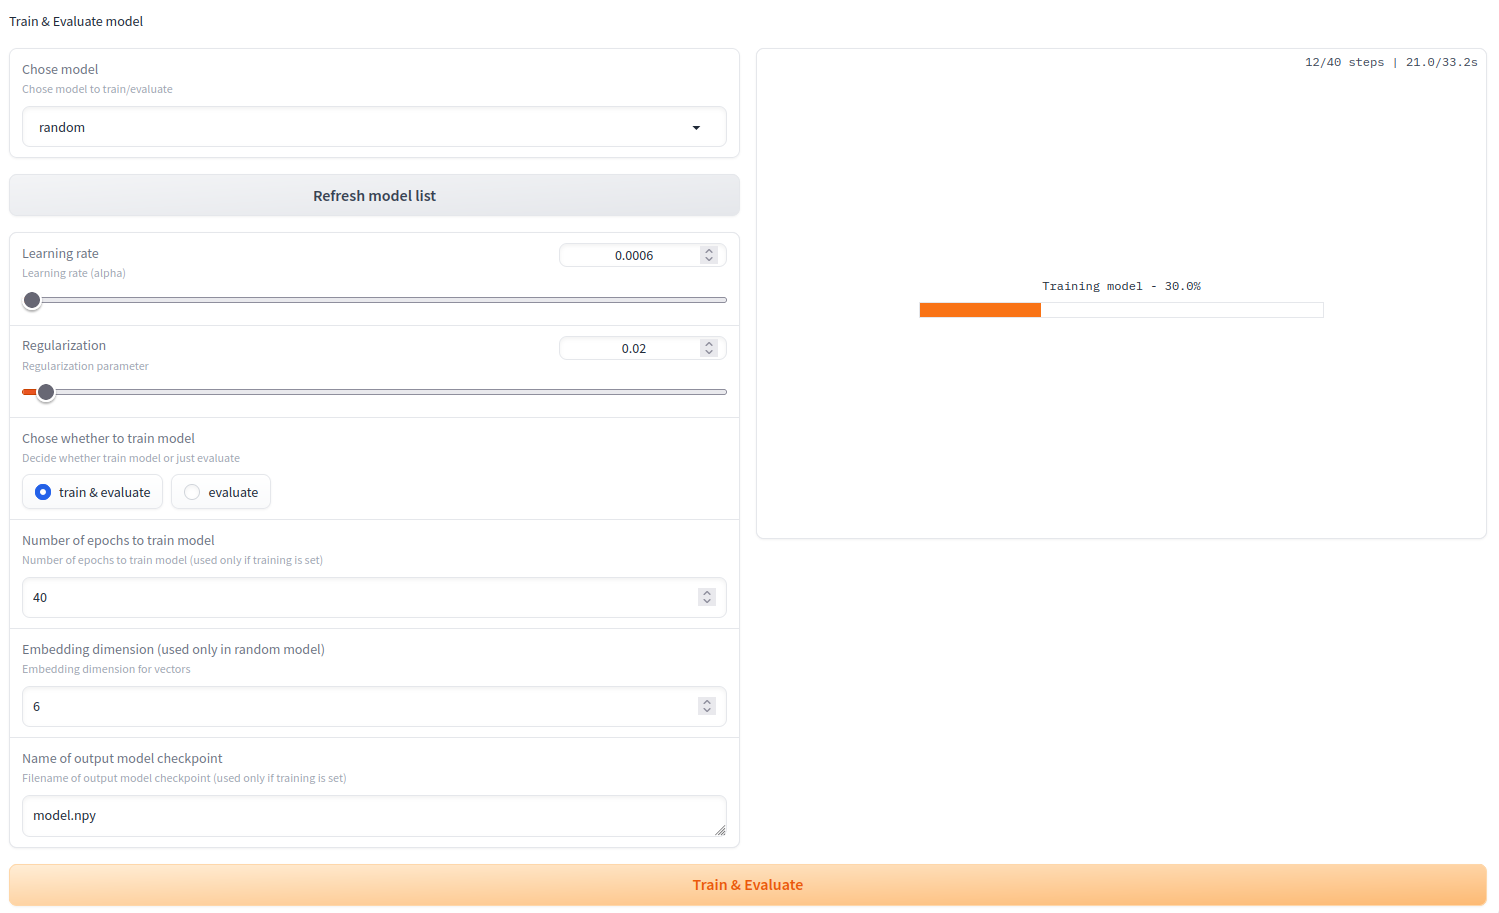 Train & Evaluate model
Chose model
Chose model to train/evaluate
random
Refresh model list
Learning rate
0.0006
Learning rate (alpha)
Regularization
0.02
Regularization parameter
Chose whether to train model
Decide whether train model or just evaluate
train & evaluate
evaluate
Number of epochs to train model
Number of epochs to train model (used only if training is set)
40
Embedding dimension (used only in random model)
Embedding dimension for vectors
6
Name of output model checkpoint
Filename of output model checkpoint (used only if training is set)
model.npy
12/40 steps | 21.0/33.2s
Training model - 30.0%
Train & Evaluate